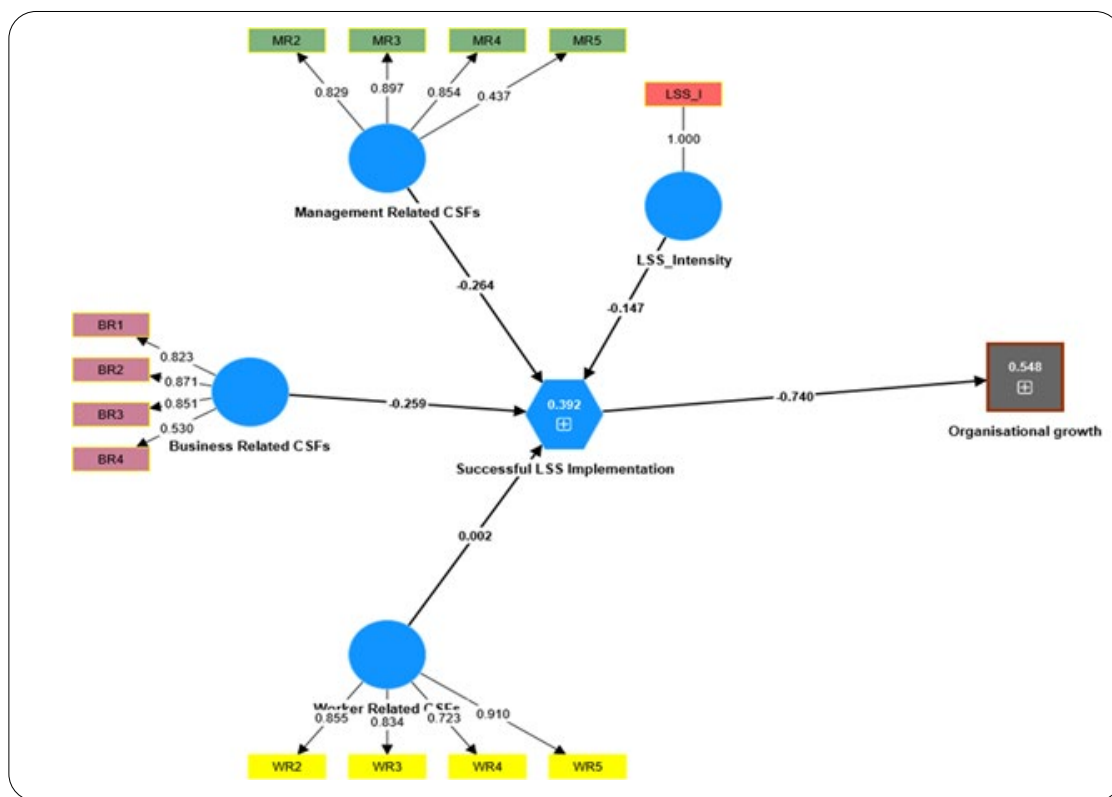 MR2 MR3 MR4 MR5
0.829 0.897 0.854 0.437
LSS_I
1.000
Management Related CSFs
LSS_Intensity
-0.264
-0.147
BR1
0.823
BR2
0.871
BR3
0.851
BR4
0.530
Business Related CSFs
-0.259
0.392
Successful LSS Implementation
-0.740
0.548
Organisational growth
0.002
Worker Related CSFs
0.855 0.834 0.723 0.910
WR2 WR3 WR4 WR5